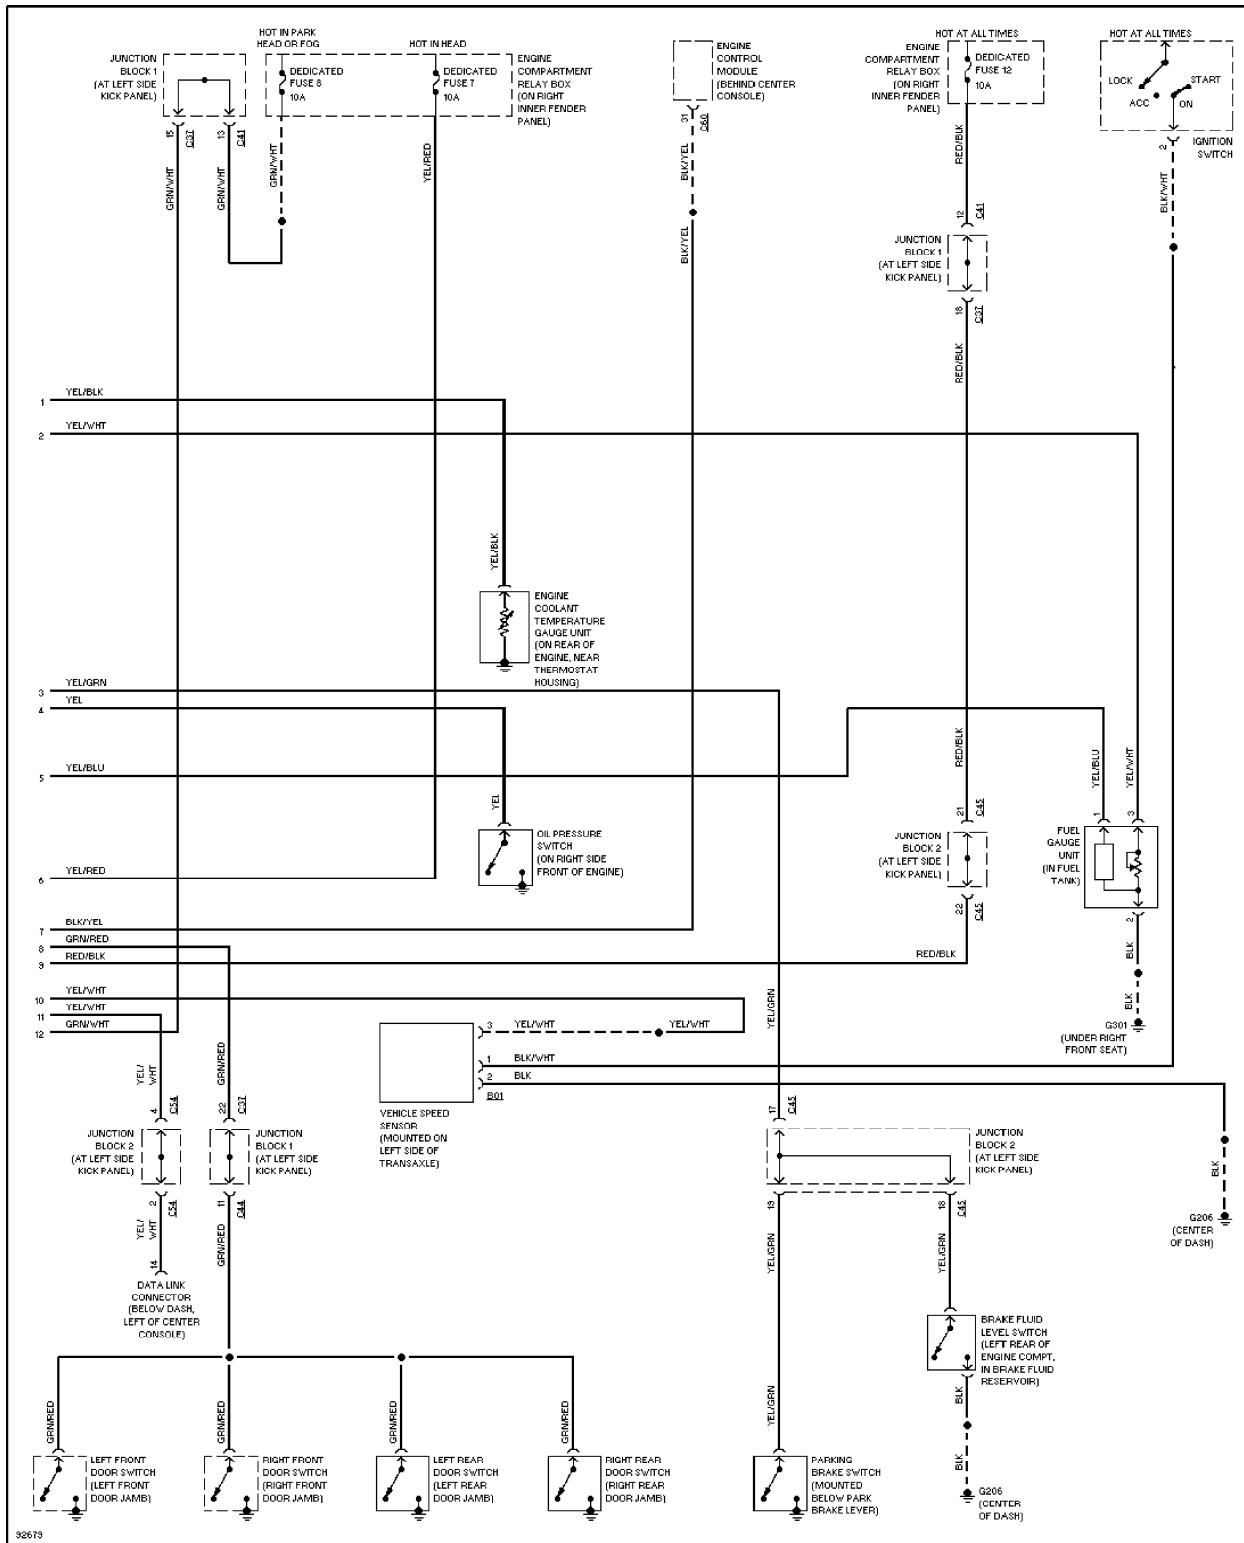 HOT IN PARK
HEAD OR FOG
HOT IN HEAD
JUNCTION
BLOCK 1
(AT LEFT SIDE
KICK PANEL)
DEDICATED
FUSE 8
10A
DEDICATED
FUSE 7
10A
ENGINE
COMPARTMENT
RELAY BOX
(ON RIGHT
INNER FENDER
PANEL)
ENGINE
CONTROL
MODULE
(BEHIND CENTER
CONSOLE)
HOT AT ALL TIMES
ENGINE
COMPARTMENT
RELAY BOX
(ON RIGHT
INNER FENDER
PANEL)
DEDICATED
FUSE 12
10A
HOT AT ALL TIMES
LOCK
ACC
ON
START
IGNITION
SWITCH
15
C37
13
C41
31
C60
2
GRN/WHT
GRN/WHT
GRN/WHT
YEL/RED
BLK/YEL
BLK/YEL
RED/BLK
BLK/WHT
12
C41
JUNCTION
BLOCK 1
(AT LEFT SIDE
KICK PANEL)
18
C37
RED/BLK
1
YEL/BLK
2
YEL/WHT
YEL/BLK
ENGINE
COOLANT
TEMPERATURE
GAUGE UNIT
(ON REAR OF
ENGINE, NEAR
THERMOSTAT
HOUSING)
3
YEL/GRN
4
YEL
5
YEL/BLU
YEL
RED/BLK
YEL/BLU
YEL/WHT
OIL PRESSURE
SWITCH
(ON RIGHT SIDE
FRONT OF ENGINE)
21
C45
JUNCTION
BLOCK 2
(AT LEFT SIDE
KICK PANEL)
22
C45
1
3
FUEL
GAUGE
UNIT
(IN FUEL
TANK)
2
BLK
BLK
G301
(UNDER RIGHT
FRONT SEAT)
6
YEL/RED
7
BLK/YEL
8
GRN/RED
9
RED/BLK
RED/BLK
10
YEL/WHT
11
YEL/WHT
12
GRN/WHT
3
YEL/WHT
YEL/WHT
1
BLK/WHT
2
BLK
B01
VEHICLE SPEED
SENSOR
(MOUNTED ON
LEFT SIDE OF
TRANSAXLE)
YEL/GRN
YEL/
WHT
GRN/RED
4
C54
22
C37
JUNCTION
BLOCK 2
(AT LEFT SIDE
KICK PANEL)
JUNCTION
BLOCK 1
(AT LEFT SIDE
KICK PANEL)
2
C54
11
C44
YEL/
WHT
GRN/RED
14
DATA LINK
CONNECTOR
(BELOW DASH,
LEFT OF CENTER
CONSOLE)
17
C45
JUNCTION
BLOCK 2
(AT LEFT SIDE
KICK PANEL)
19
18
C45
YEL/GRN
YEL/GRN
BLK
G206
(CENTER
OF DASH)
BRAKE FLUID
LEVEL SWITCH
(LEFT REAR OF
ENGINE COMPT,
IN BRAKE FLUID
RESERVOIR)
BLK
BLK
G206
(CENTER
OF DASH)
GRN/RED
GRN/RED
GRN/RED
GRN/RED
YEL/GRN
LEFT FRONT
DOOR SWITCH
(LEFT FRONT
DOOR JAMB)
RIGHT FRONT
DOOR SWITCH
(RIGHT FRONT
DOOR JAMB)
LEFT REAR
DOOR SWITCH
(LEFT REAR
DOOR JAMB)
RIGHT REAR
DOOR SWITCH
(RIGHT REAR
DOOR JAMB)
PARKING
BRAKE SWITCH
(MOUNTED
BELOW PARK
BRAKE LEVER)
92679